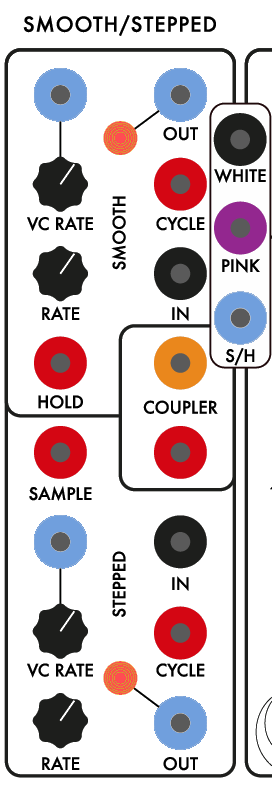 SMOOTH/STEPPED
OUT
VC RATE
SMOOTH
CYCLE
WHITE
RATE
IN
PINK
HOLD
COUPLER
S/H
SAMPLE
STEPPED
IN
VC RATE
CYCLE
RATE
OUT